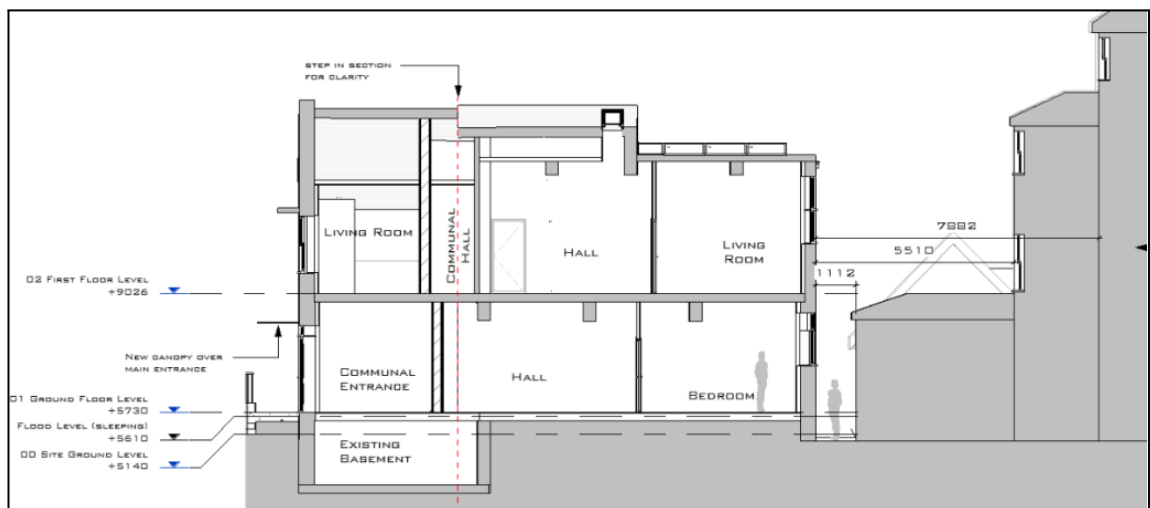 STEP IN SECTION
FOR CLARITY
LIVING ROOM
COMMUNAL
HALL
HALL
LIVING
ROOM
7882
5510
1112
02 FIRST FLOOR LEVEL
+9026
NEW CANOPY OVER
MAIN ENTRANCE
COMMUNAL
ENTRANCE
HALL
BEDROOM
01 GROUND FLOOR LEVEL
+5730
FLOOD LEVEL (SLEEPING)
+5610
00 SITE GROUND LEVEL
+5140
EXISTING
BASEMENT